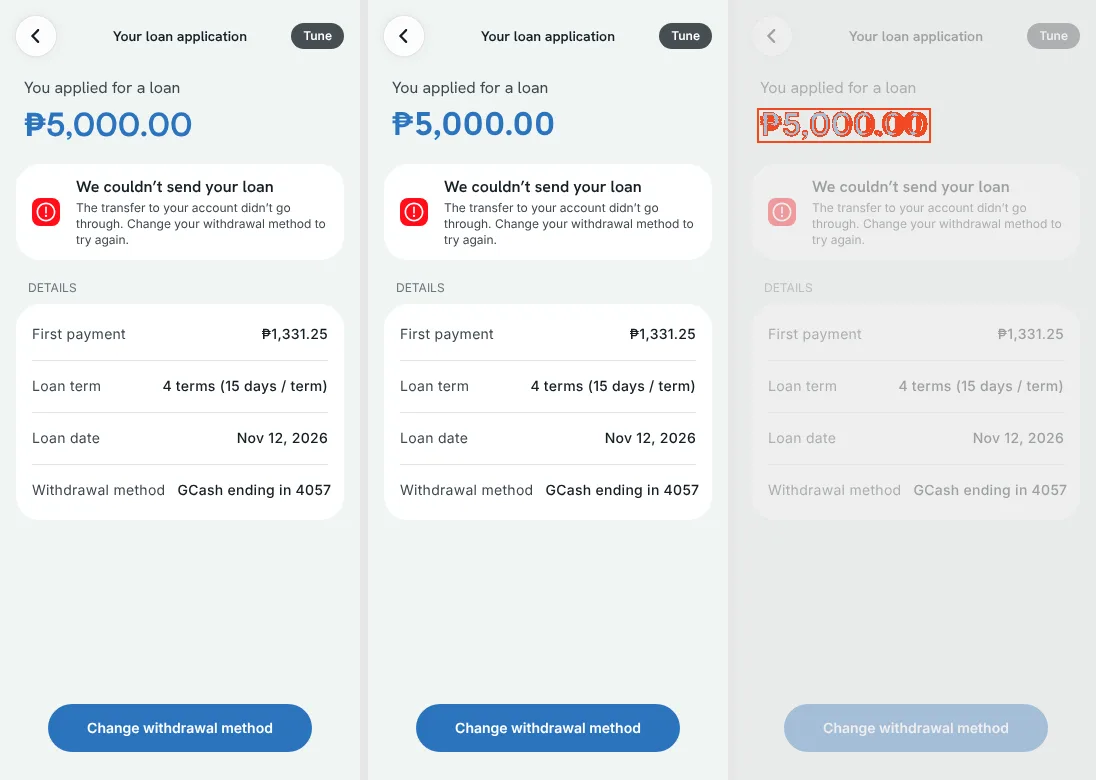 Your loan application
Tune
You applied for a loan
₱5,000.00
We couldn’t send your loan
The transfer to your account didn’t go
through. Change your withdrawal method to
try again.
DETAILS
First payment ₱1,331.25
Loan term 4 terms (15 days / term)
Loan date Nov 12, 2026
Withdrawal method GCash ending in 4057
Change withdrawal method
Your loan application
Tune
You applied for a loan
₱5,000.00
We couldn’t send your loan
The transfer to your account didn’t go
through. Change your withdrawal method to
try again.
DETAILS
First payment ₱1,331.25
Loan term 4 terms (15 days / term)
Loan date Nov 12, 2026
Withdrawal method GCash ending in 4057
Change withdrawal method
Your loan application
Tune
You applied for a loan
₱5,000.00
We couldn’t send your loan
The transfer to your account didn’t go
through. Change your withdrawal method to
try again.
DETAILS
First payment ₱1,331.25
Loan term 4 terms (15 days / term)
Loan date Nov 12, 2026
Withdrawal method GCash ending in 4057
Change withdrawal method